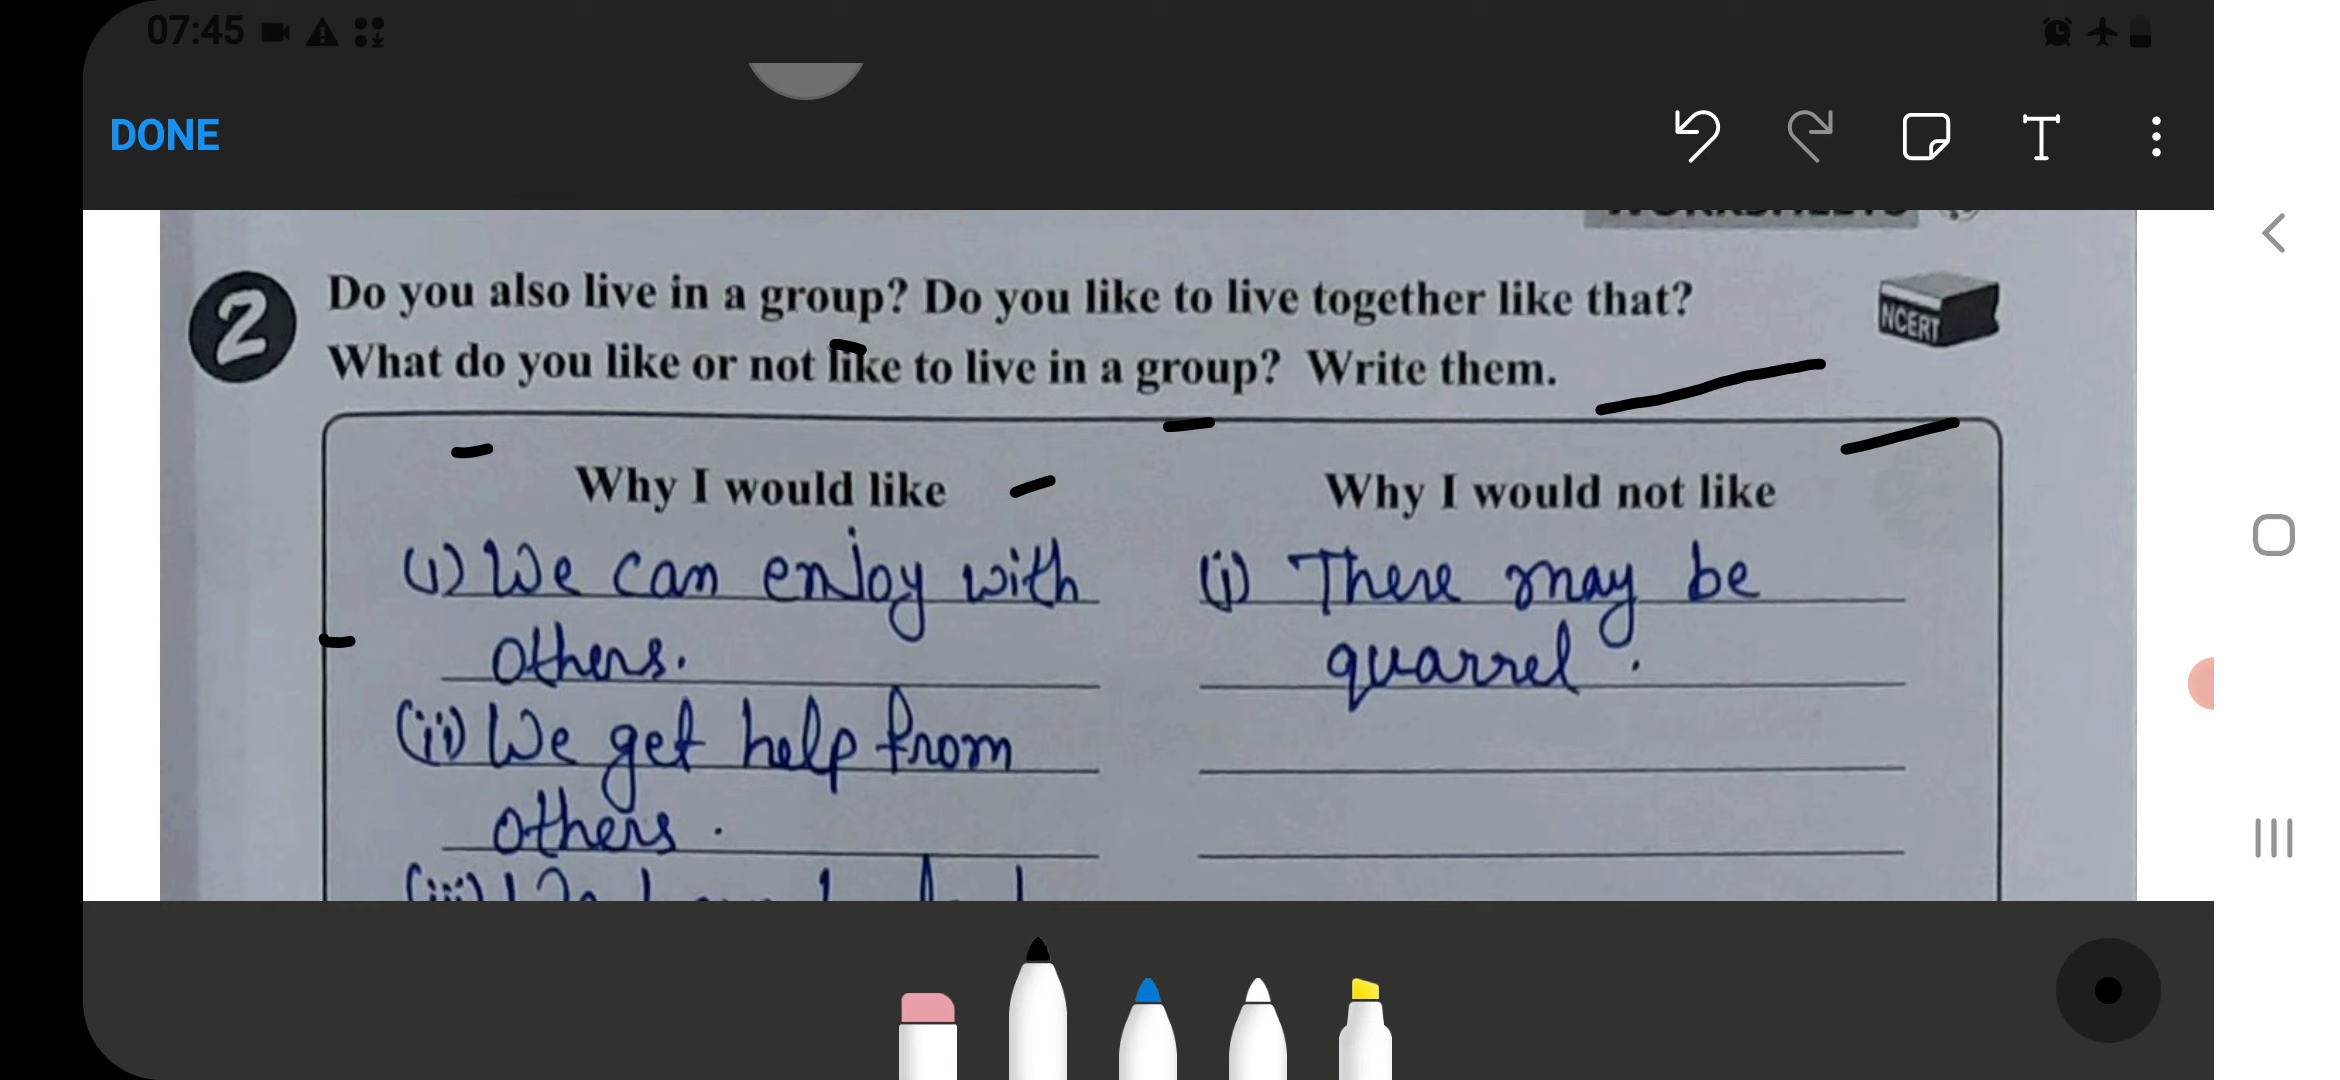 07:45
DONE
T
2
Do you also live in a group? Do you like to live together like that?
NCERT
What do you like or not like to live in a group? Write them.
Why I would like
Why I would not like
(i) We can enjoy with
others.
(ii) We get help from
others.
(i) There may be
quarrel.